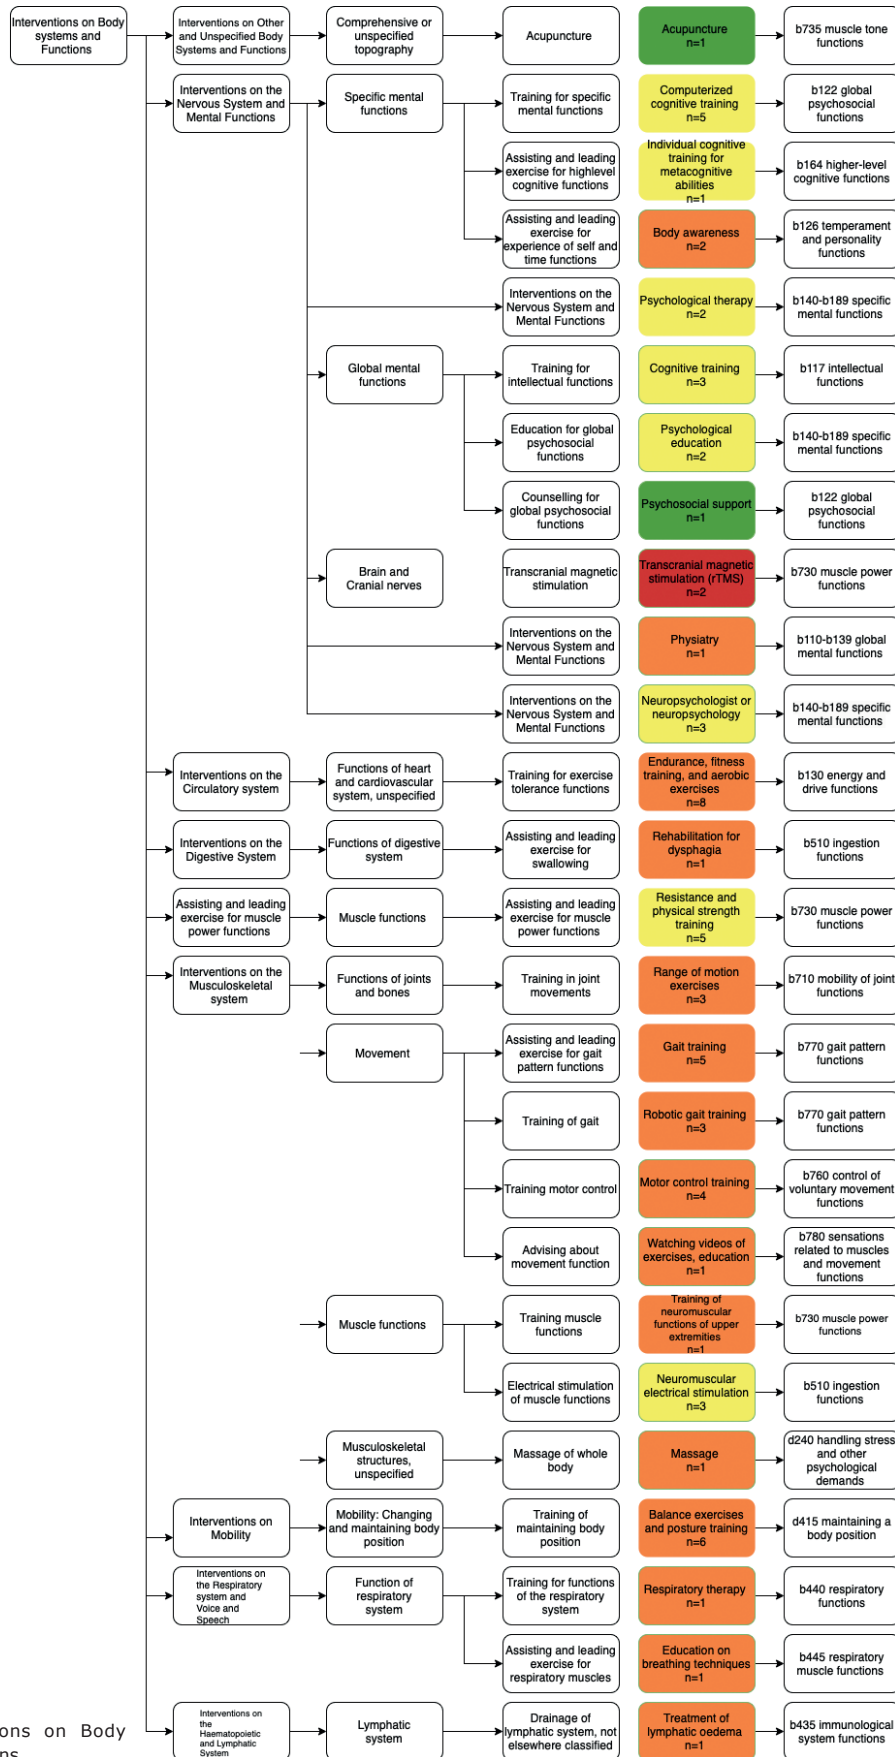 Interventions on Body
systems and
Functions
Interventions on Other
and Unspecified Body
Systems and Functions
Comprehensive or
unspecified
topography
Acupuncture
Acupuncture
n=1
b735 muscle tone
functions
Interventions on the
Nervous System and
Mental Functions
Specific mental
functions
Training for specific
mental functions
Computerized
cognitive training
n=5
b122 global
psychosocial
functions
Assisting and leading
exercise for highlevel
cognitive functions
Individual cognitive
training for
metacognitive
abilities
n=1
b164 higher-level
cognitive functions
Assisting and leading
exercise for
experience of self and
time functions
Body awareness
n=2
b126 temperament
and personality
functions
Interventions on the
Nervous System and
Mental Functions
Psychological therapy
n=2
b140-b189 specific
mental functions
Global mental
functions
Training for
intellectual functions
Cognitive training
n=3
b117 intellectual
functions
Education for global
psychosocial
functions
Psychological
education
n=2
b140-b189 specific
mental functions
Counselling for
global psychosocial
functions
Psychosocial support
n=1
b122 global
psychosocial
functions
Brain and
Cranial nerves
Transcranial magnetic
stimulation
Transcranial magnetic
stimulation (rTMS)
n=2
b730 muscle power
functions
Interventions on the
Nervous System and
Mental Functions
Physiatry
n=1
b110-b139 global
mental functions
Interventions on the
Nervous System and
Mental Functions
Neuropsychologist or
neuropsychology
n=3
b140-b189 specific
mental functions
Interventions on the
Circulatory system
Functions of heart
and cardiovascular
system, unspecified
Training for exercise
tolerance functions
Endurance, fitness
training, and aerobic
exercises
n=8
b130 energy and
drive functions
Interventions on the
Digestive System
Functions of digestive
system
Assisting and leading
exercise for
swallowing
Rehabilitation for
dysphagia
n=1
b510 ingestion
functions
Assisting and leading
exercise for muscle
power functions
Muscle functions
Assisting and leading
exercise for muscle
power functions
Resistance and
physical strength
training
n=5
b730 muscle power
functions
Interventions on the
Musculoskeletal
system
Functions of joints
and bones
Training in joint
movements
Range of motion
exercises
n=3
b710 mobility of joint
functions
Movement
Assisting and leading
exercise for gait
pattern functions
Gait training
n=5
b770 gait pattern
functions
Training of gait
Robotic gait training
n=3
b770 gait pattern
functions
Training motor control
Motor control training
n=4
b760 control of
voluntary movement
functions
Advising about
movement function
Watching videos of
exercises, education
n=1
b780 sensations
related to muscles
and movement
functions
Muscle functions
Training muscle
functions
Training of
neuromuscular
functions of upper
extremities
n=1
b730 muscle power
functions
Electrical stimulation
of muscle functions
Neuromuscular
electrical stimulation
n=3
b510 ingestion
functions
Musculoskeletal
structures,
unspecified
Massage of whole
body
Massage
n=1
d240 handling stress
and other
psychological
demands
Interventions on
Mobility
Mobility: Changing
and maintaining body
position
Training of
maintaining body
position
Balance exercises
and posture training
n=6
d415 maintaining a
body position
Interventions on
the Respiratory
system and
Voice and
Speech
Function of
respiratory
system
Training for functions
of the respiratory
system
Respiratory therapy
n=1
b440 respiratory
functions
Assisting and leading
exercise for
respiratory muscles
Education on
breathing techniques
n=1
b445 respiratory
muscle functions
Interventions on
the
Haematopoietic
and Lymphatic
System
Lymphatic
system
Drainage of
lymphatic system, not
elsewhere classified
Treatment of
lymphatic oedema
n=1
b435 immunological
system functions
ons on Body